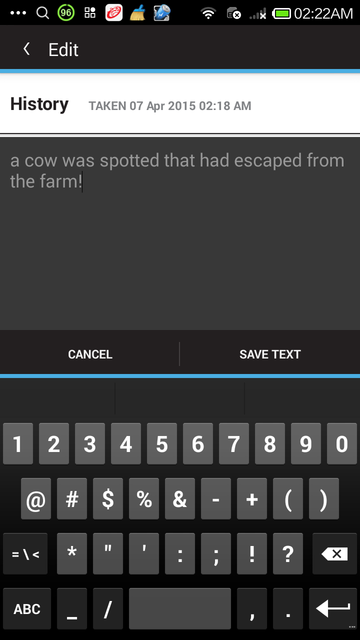 96
02:22AM
Edit
History TAKEN 07 Apr 2015 02:18 AM
a cow was spotted that had escaped from
the farm!
CANCEL SAVE TEXT
1 2 3 4 5 6 7 8 9 0
@ # $ % & - + ( )
= \ < * " ' : ; ! ?
ABC _ / , .